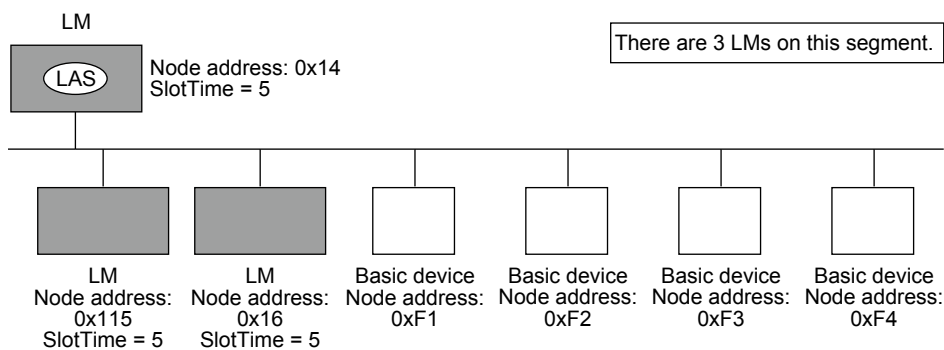 LM
There are 3 LMs on this segment.
LAS
Node address: 0x14
SlotTime = 5
LM
Node address:
0x115
SlotTime = 5
LM
Node address:
0x16
SlotTime = 5
Basic device
Node address:
0xF1
Basic device
Node address:
0xF2
Basic device
Node address:
0xF3
Basic device
Node address:
0xF4